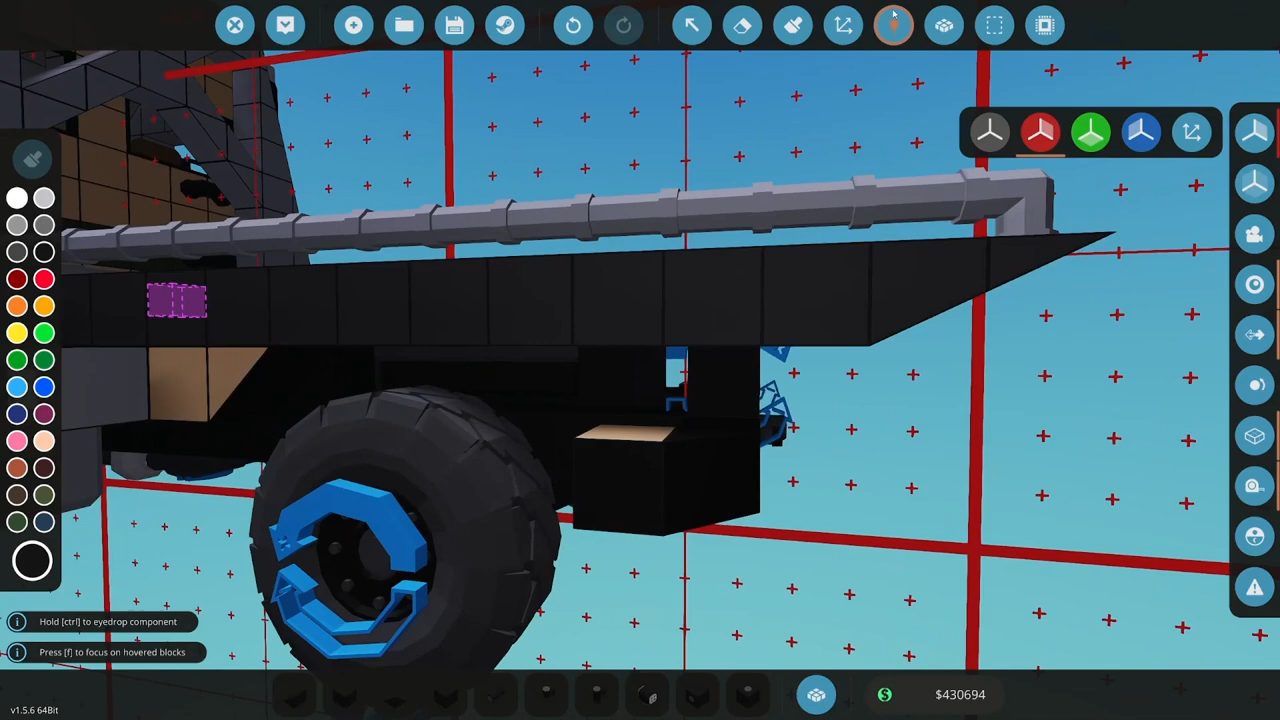 Hold [ctrl] to eyedrop component
Press [f] to focus on hovered blocks
$430694
v1.5.6 64Bit